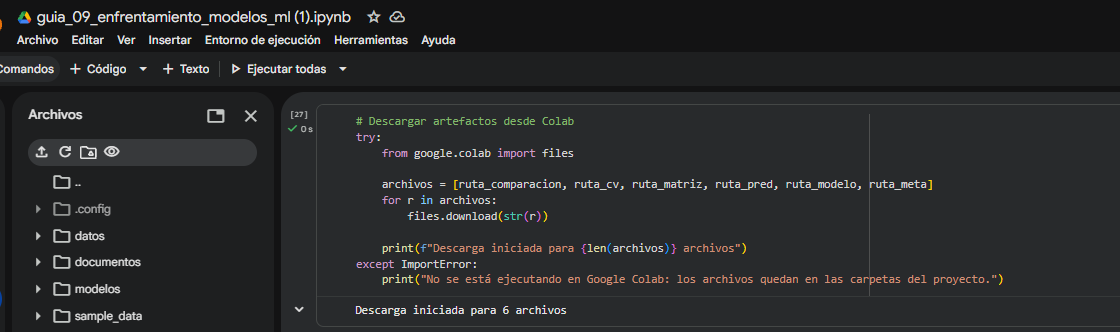 guia_09_enfrentamiento_modelos_ml (1).ipynb
Archivo Editar Ver Insertar Entorno de ejecución Herramientas Ayuda
Comandos + Código + Texto Ejecutar todas
Archivos
..
.config
datos
documentos
modelos
sample_data
[27]
0 s
# Descargar artefactos desde Colab
try:
    from google.colab import files
    archivos = [ruta_comparacion, ruta_cv, ruta_matriz, ruta_pred, ruta_modelo, ruta_meta]
    for r in archivos:
        files.download(str(r))
    print(f"Descarga iniciada para {len(archivos)} archivos")
except ImportError:
    print("No se está ejecutando en Google Colab: los archivos quedan en las carpetas del proyecto.")
Descarga iniciada para 6 archivos